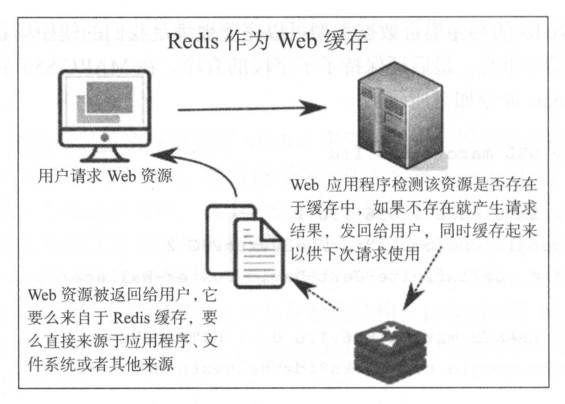 Redis 作为 Web 缓存
用户请求 Web 资源
Web 应用程序检测该资源是否存在
于缓存中，如果不存在就产生请求
结果，发回给用户，同时缓存起来
以供下次请求使用
Web 资源被返回给用户，它
要么来自于 Redis 缓存，要
么直接来源于应用程序、文
件系统或者其他来源